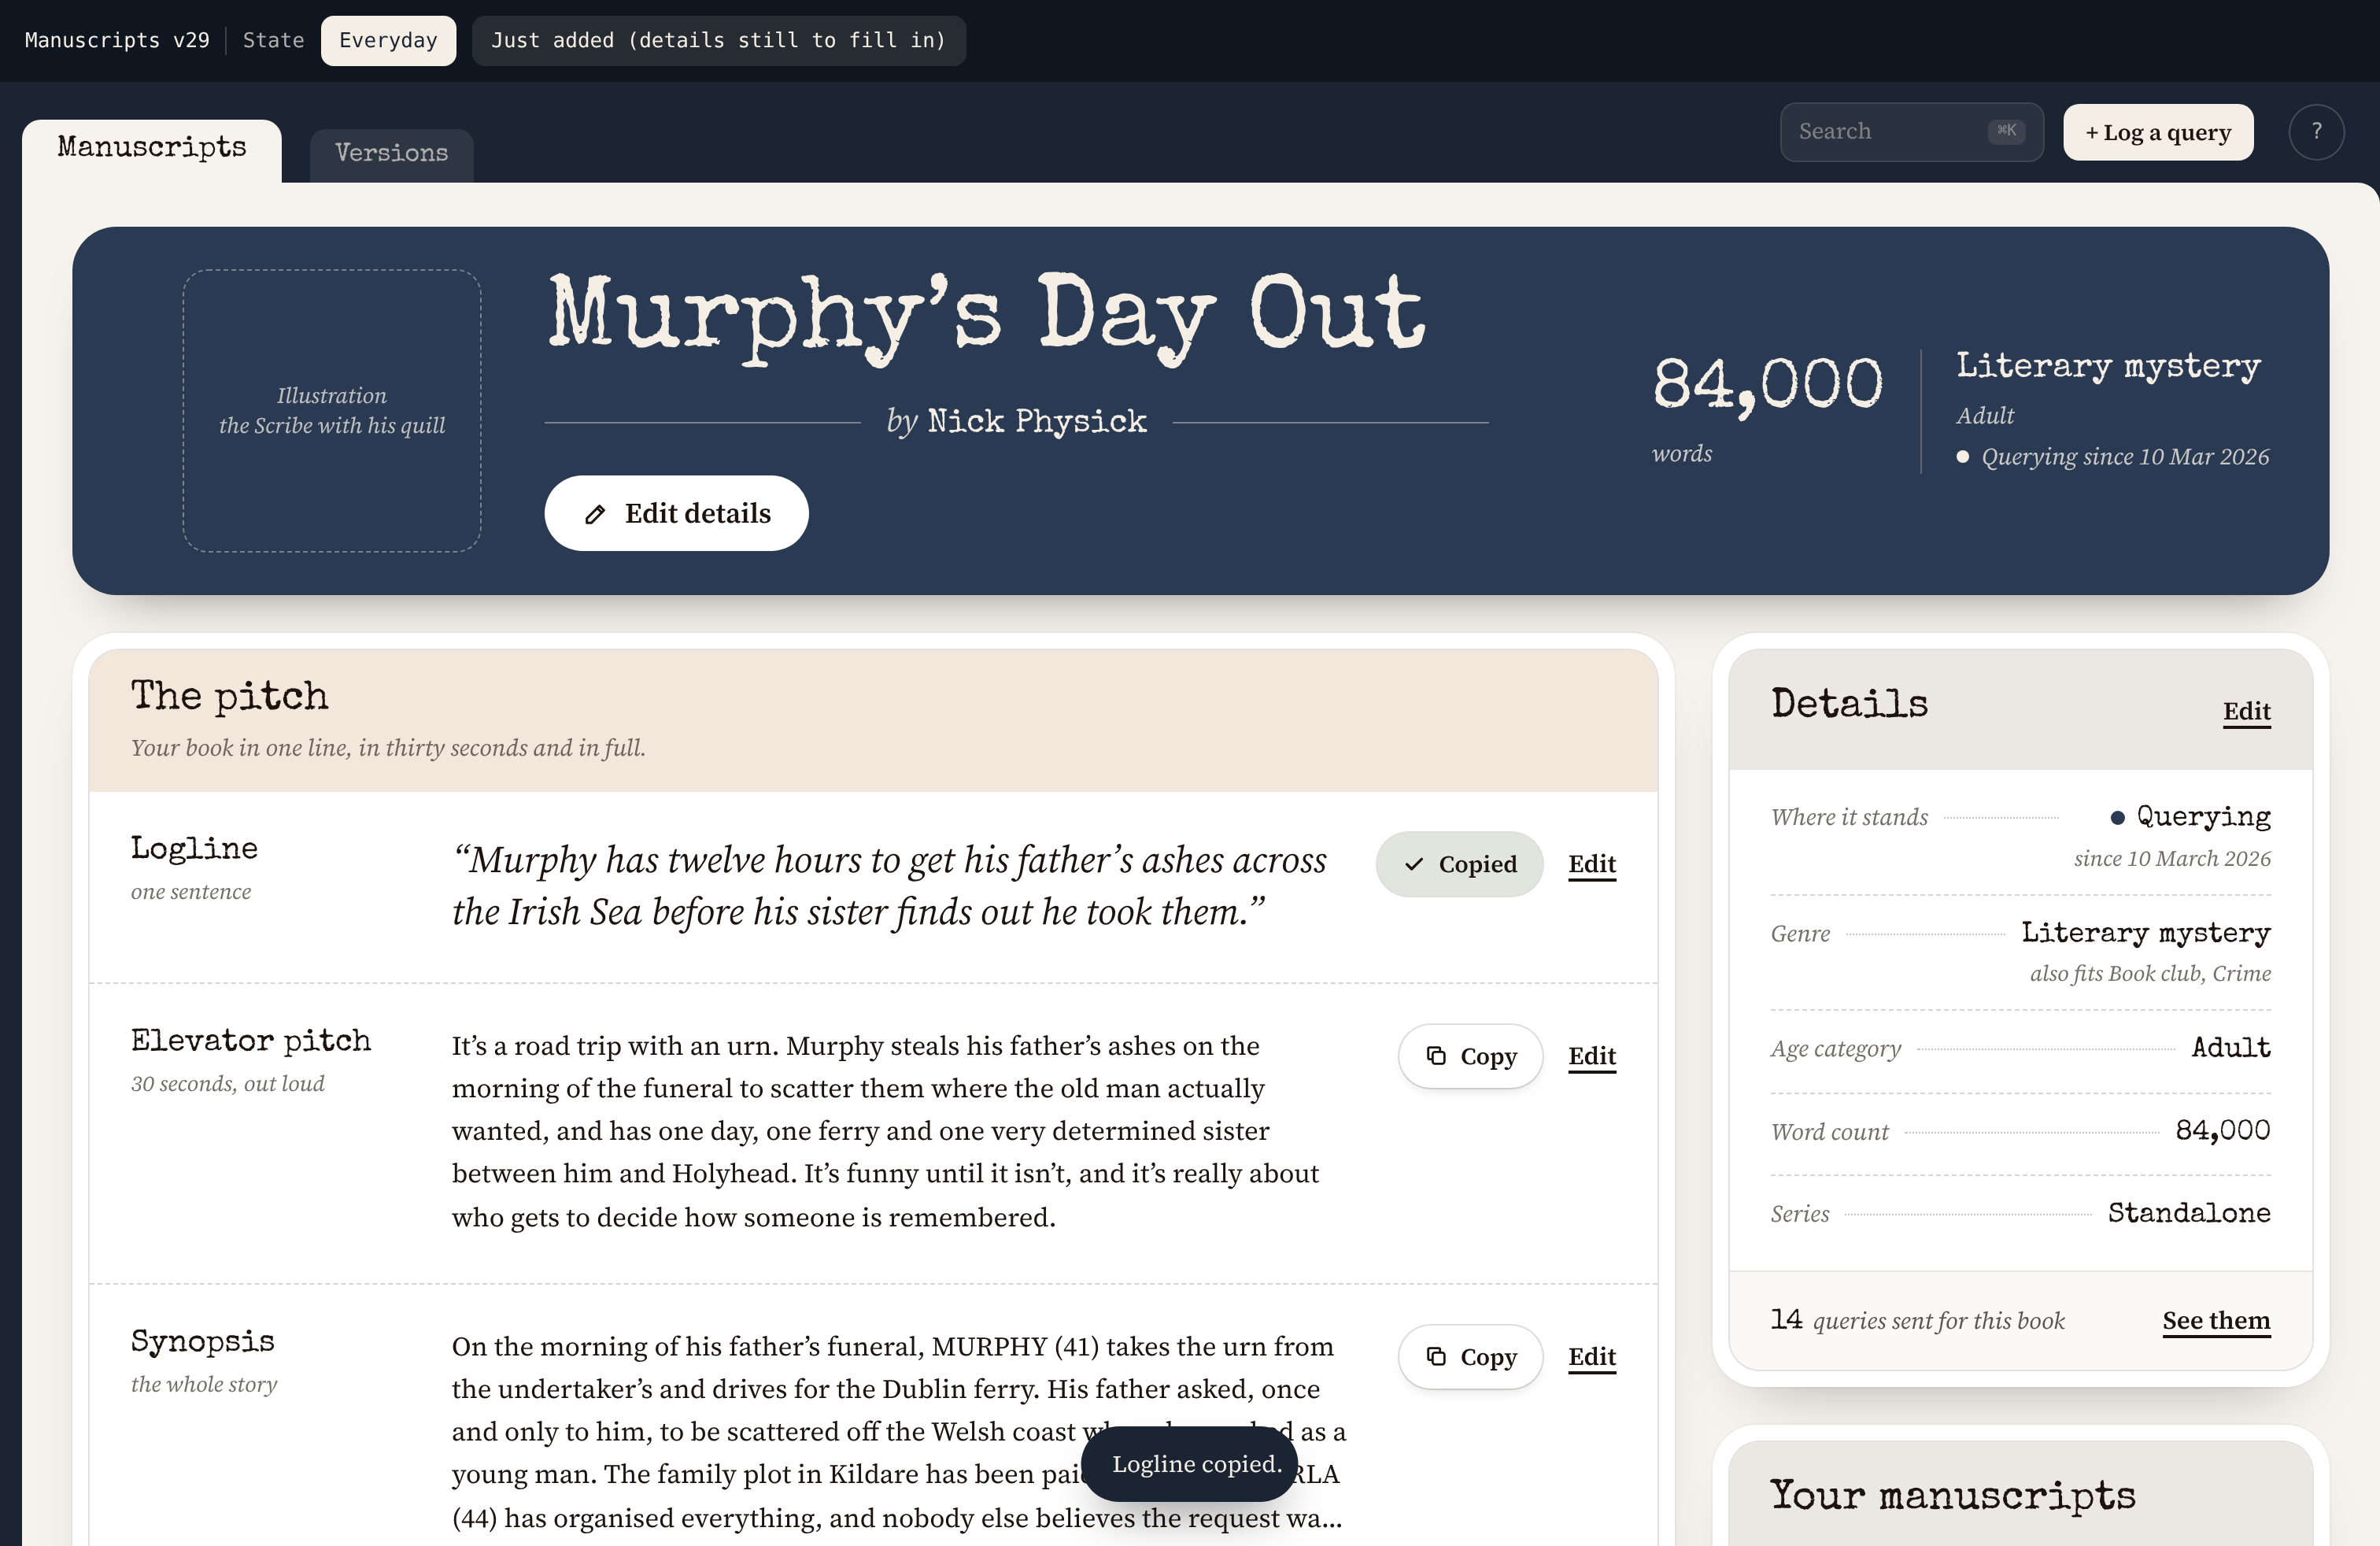 Manuscripts v29 State Everyday Just added (details still to fill in)
Manuscripts Versions Search ⌘K + Log a query ?
Illustration
the Scribe with his quill
Murphy’s Day Out
by Nick Physick
Edit details
84,000
words
Literary mystery
Adult
Querying since 10 Mar 2026
The pitch
Your book in one line, in thirty seconds and in full.
Logline
one sentence
“Murphy has twelve hours to get his father’s ashes across
the Irish Sea before his sister finds out he took them.”
Copied Edit
Elevator pitch
30 seconds, out loud
It’s a road trip with an urn. Murphy steals his father’s ashes on the
morning of the funeral to scatter them where the old man actually
wanted, and has one day, one ferry and one very determined sister
between him and Holyhead. It’s funny until it isn’t, and it’s really about
who gets to decide how someone is remembered.
Copy Edit
Synopsis
the whole story
On the morning of his father’s funeral, MURPHY (41) takes the urn from
the undertaker’s and drives for the Dublin ferry. His father asked, once
and only to him, to be scattered off the Welsh coast as a
young man. The family plot in Kildare has been
(44) has organised everything, and nobody else believes the request wa...
Copy Edit
Logline copied.
Details
Edit
Where it stands Querying
since 10 March 2026
Genre Literary mystery
also fits Book club, Crime
Age category Adult
Word count 84,000
Series Standalone
14 queries sent for this book See them
Your manuscripts